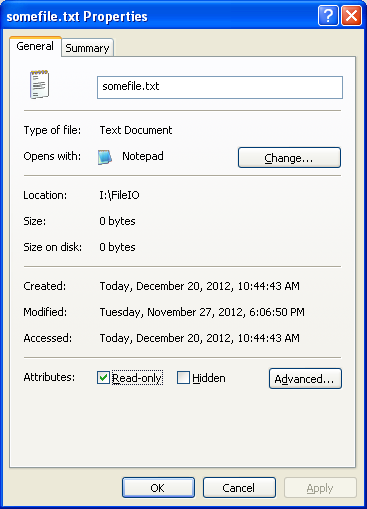 somefile.txt Properties
General Summary
somefile.txt
Type of file: Text Document
Opens with: Notepad Change...
Location: I:\FileIO
Size: 0 bytes
Size on disk: 0 bytes
Created: Today, December 20, 2012, 10:44:43 AM
Modified: Tuesday, November 27, 2012, 6:06:50 PM
Accessed: Today, December 20, 2012, 10:44:43 AM
Attributes: Read-only Hidden Advanced...
OK Cancel Apply